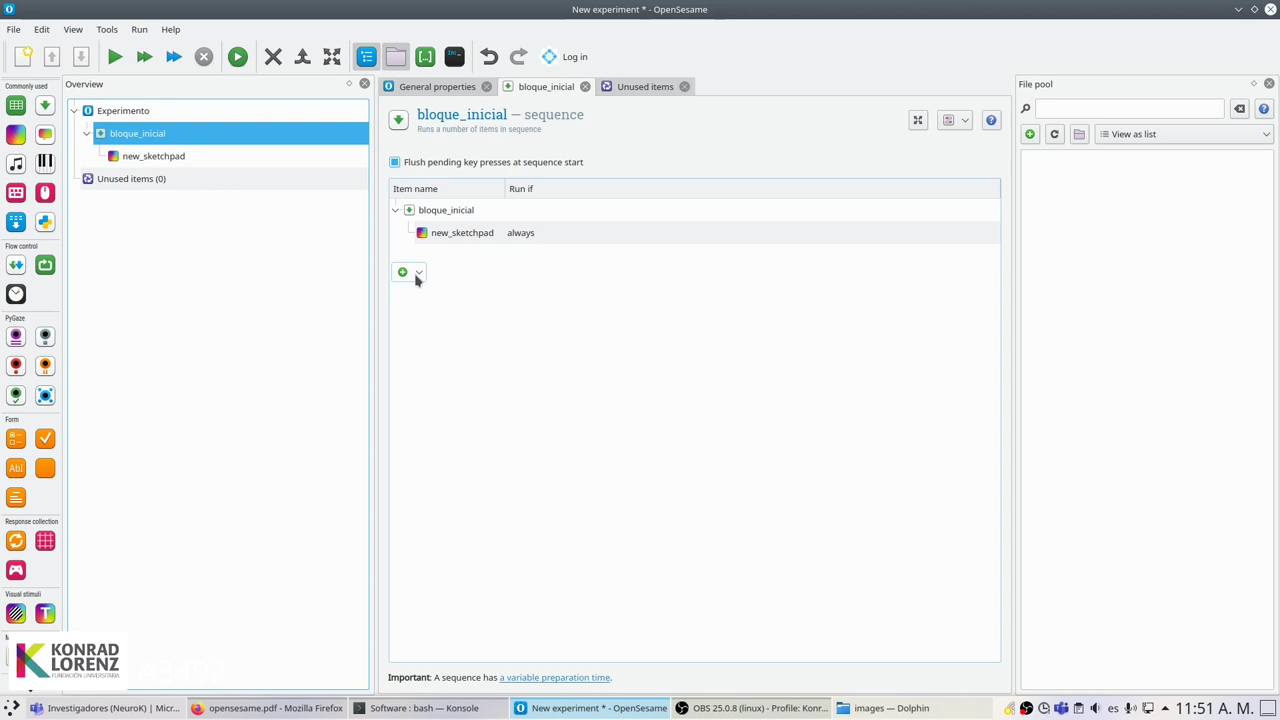 New experiment * - OpenSesame
File Edit View Tools Run Help
Log in
Commonly used
Overview
General properties
bloque_inicial
Unused items
File pool
Experimento
bloque_inicial
new_sketchpad
Unused items (0)
bloque_inicial — sequence
Runs a number of items in sequence
View as list
Flush pending key presses at sequence start
Item name Run if
bloque_inicial
new_sketchpad always
Flow control
PyGaze
Form
Abl
Response collection
Visual stimuli
KONRAD
LORENZ
FUNDACIÓN UNIVERSITARIA
Important: A sequence has a variable preparation time.
Investigadores (NeuroK) | Micr...
opensesame.pdf - Mozilla Firefox
Software : bash — Konsole
New experiment * - OpenSesame
OBS 25.0.8 (linux) - Profile: Konr...
images — Dolphin
es
11:51 A. M.